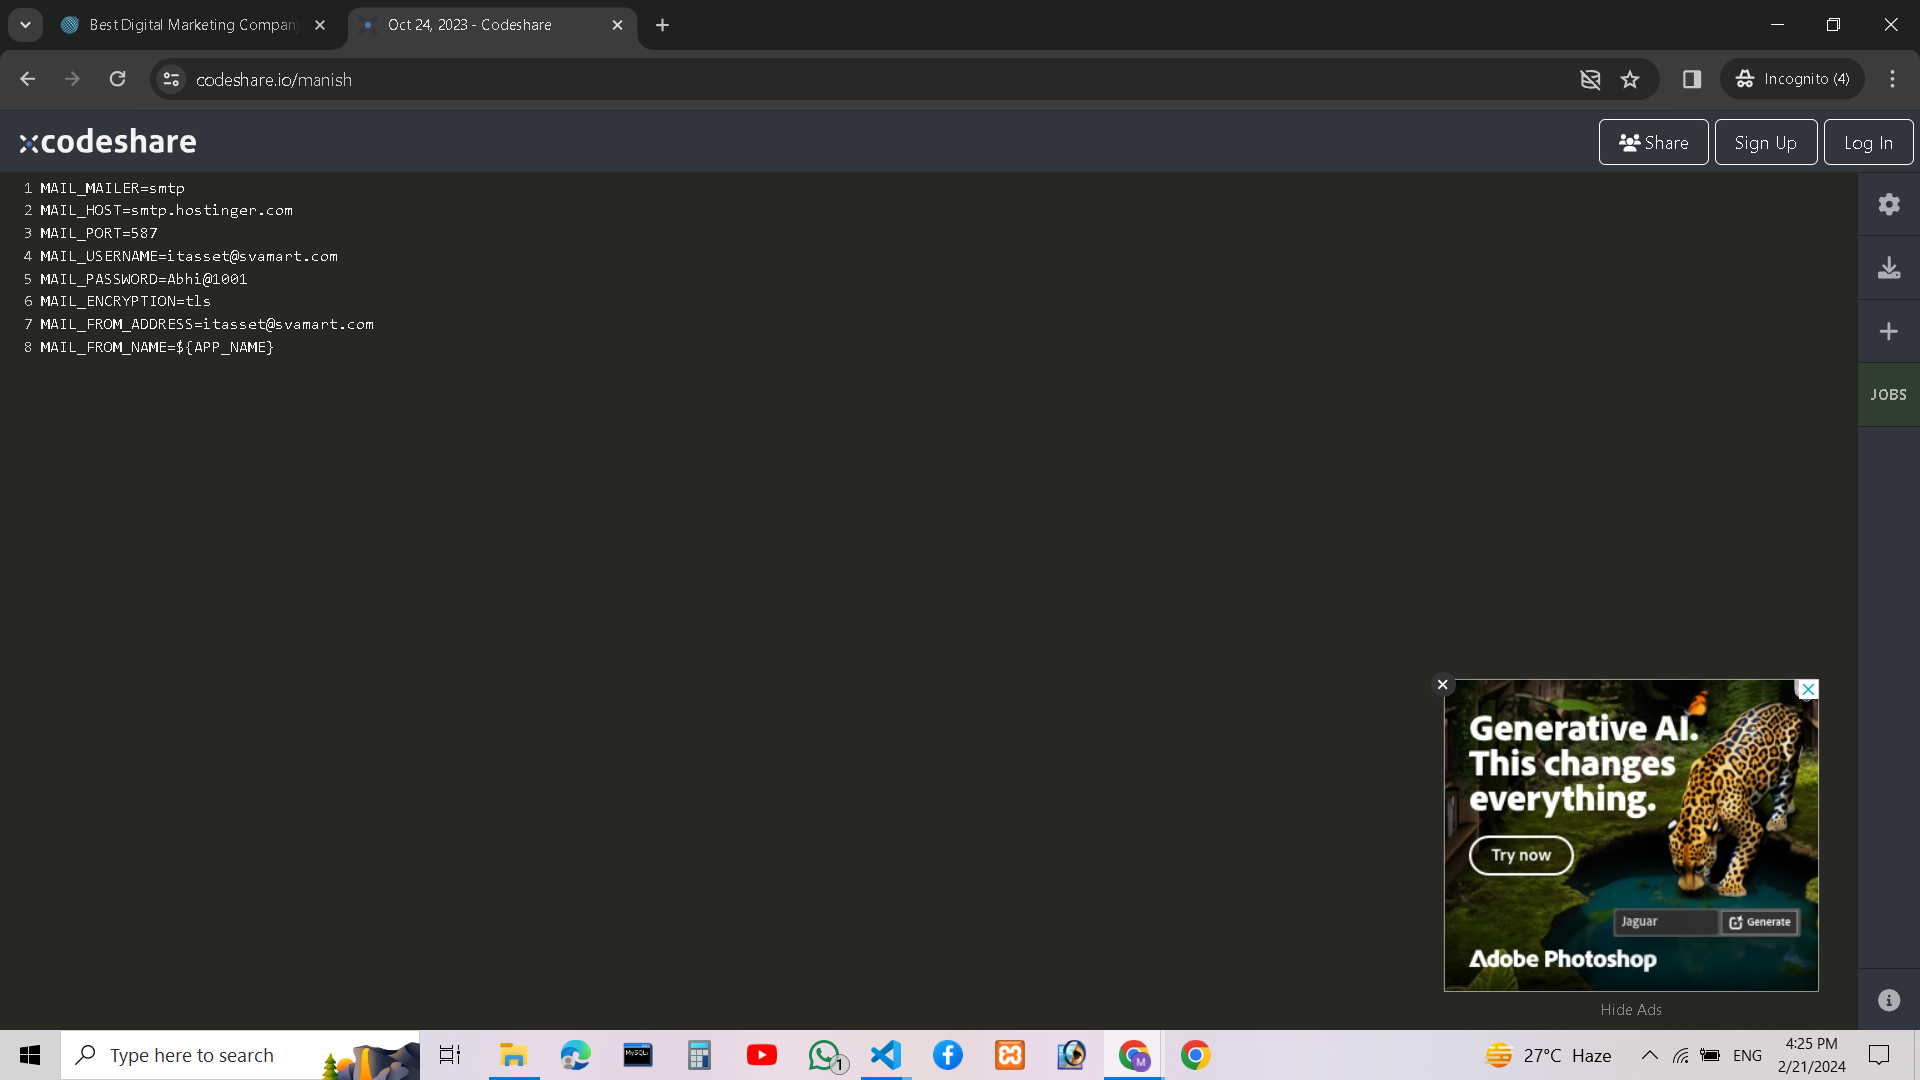 Best Digital Marketing Compan
Oct 24, 2023 - Codeshare
codeshare.io/manish
Incognito (4)
codeshare
Share
Sign Up
Log In
1 MAIL_MAILER=smtp
2 MAIL_HOST=smtp.hostinger.com
3 MAIL_PORT=587
4 MAIL_USERNAME=itasset@svamart.com
5 MAIL_PASSWORD=Abhi@1001
6 MAIL_ENCRYPTION=tls
7 MAIL_FROM_ADDRESS=itasset@svamart.com
8 MAIL_FROM_NAME=${APP_NAME}
JOBS
Generative AI.
This changes
everything.
Try now
Jaguar
Generate
Adobe Photoshop
Hide Ads
Type here to search
MySQL
1
M
27°C Haze
ENG
4:25 PM
2/21/2024